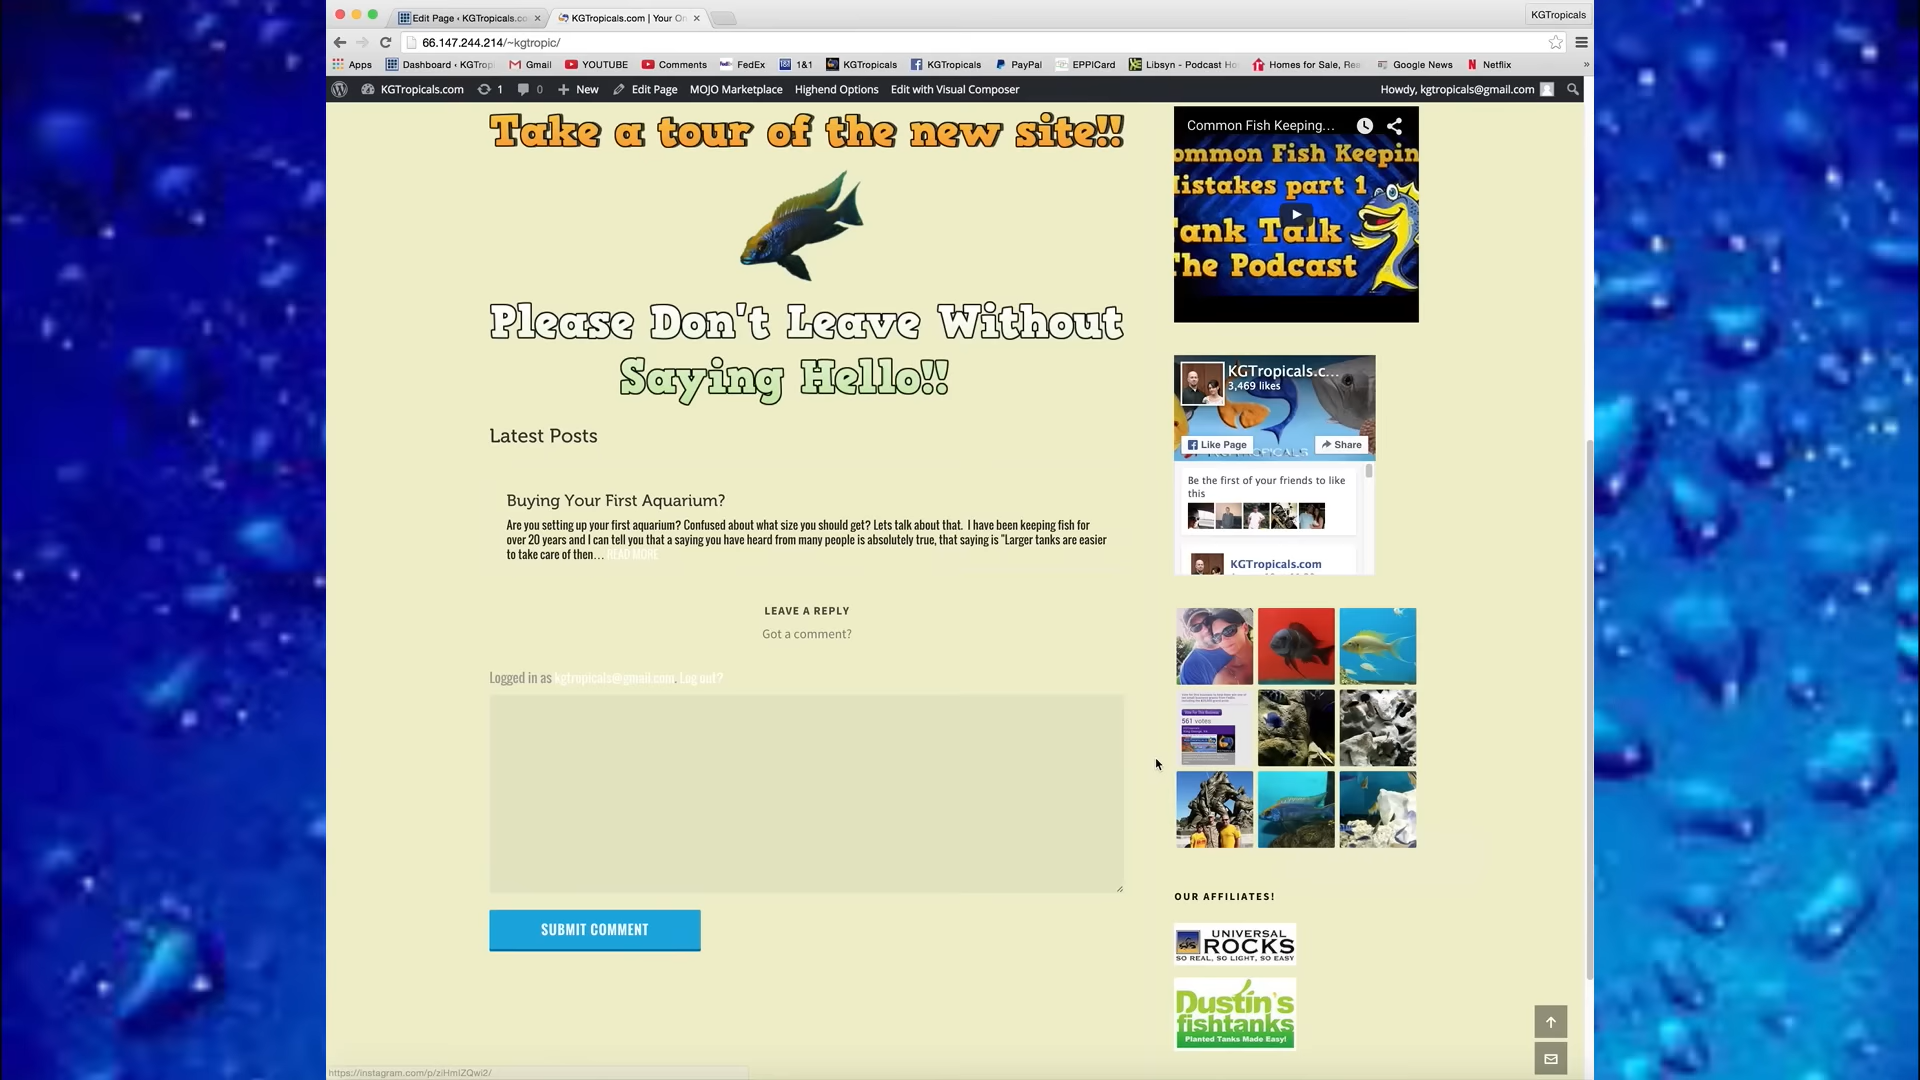 Edit Page ‹ KGTropicals.co
KGTropicals.com | Your On
KGTropicals
66.147.244.214/~kgtropic/
Apps
Dashboard ‹ KGTrop
Gmail
YOUTUBE
Comments
FedEx
1&1
KGTropicals
KGTropicals
PayPal
EPPICard
Libsyn - Podcast Ho
Homes for Sale, Rea
Google News
Netflix
»
KGTropicals.com
1
0
New
Edit Page
MOJO Marketplace
Highend Options
Edit with Visual Composer
Howdy, kgtropicals@gmail.com
Take a tour of the new site!!
Please Don't Leave Without
Saying Hello!!
Latest Posts
Buying Your First Aquarium?
Are you setting up your first aquarium? Confused about what size you should get? Lets talk about that. I have been keeping fish for
over 20 years and I can tell you that a saying you have heard from many people is absolutely true, that saying is "Larger tanks are easier
to take care of then… READ MORE
LEAVE A REPLY
Got a comment?
Logged in as kgtropicals@gmail.com. Log out?
SUBMIT COMMENT
Common Fish Keeping...
ommon Fish Keepin
istakes part 1
ank Talk
he Podcast
KGTropicals.c...
3,469 likes
Like Page
Share
Be the first of your friends to like
this
KGTropicals.com
561 votes
OUR AFFILIATES!
UNIVERSAL
ROCKS
SO REAL, SO LIGHT, SO EASY
Dustin's
fishtanks
Planted Tanks Made Easy!
https://instagram.com/p/ziHmIZQwi2/